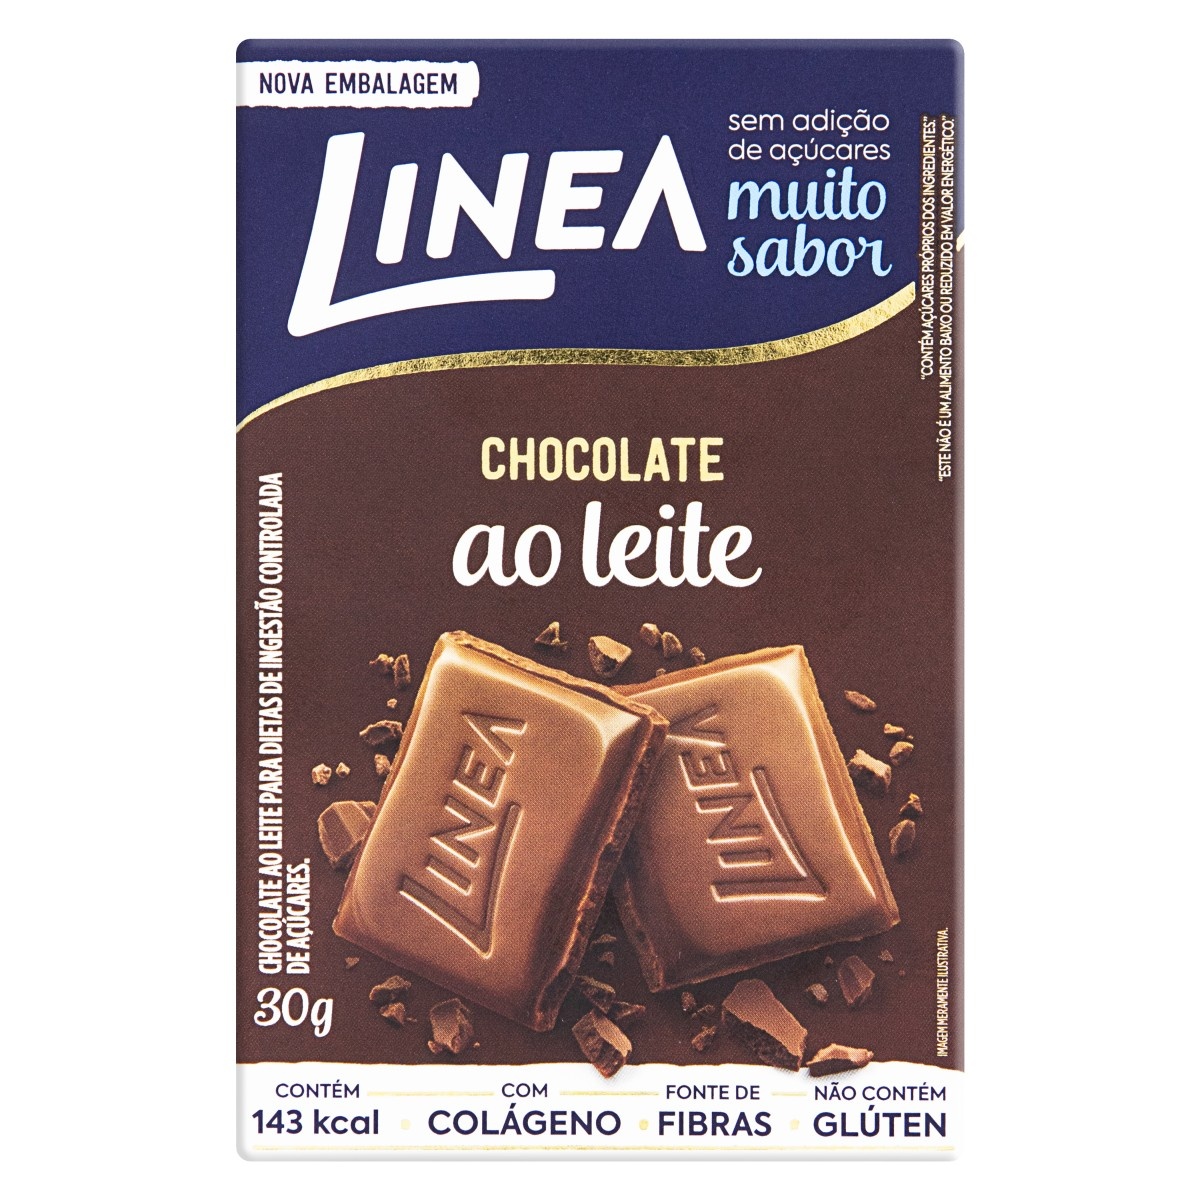 NOVA EMBALAGEM
LINEA
sem adição
de açúcares
muito
sabor
"CONTÉM AÇÚCARES PRÓPRIOS DOS INGREDIENTES".
"ESTE NÃO É UM ALIMENTO BAIXO OU REDUZIDO EM VALOR ENERGÉTICO".
CHOCOLATE
ao leite
CHOCOLATE AO LEITE PARA DIETAS DE INGESTÃO CONTROLADA
DE AÇÚCARES.
LINEA
LINEA
30g
IMAGEM MERAMENTE ILUSTRATIVA.
CONTÉM
143 kcal
COM
COLÁGENO
FONTE DE
FIBRAS
NÃO CONTÉM
GLÚTEN